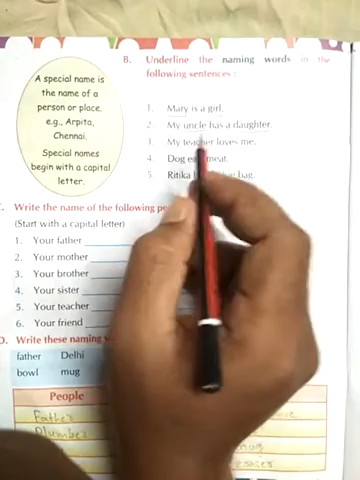 A special name is
the name of a
person or place.
e.g., Arpita,
Chennai.
Special names
begin with a capital
letter.
B. Underline the naming words in the
following sentences :
1. Mary is a girl.
2. My uncle has a daughter.
3. My teacher loves me.
4. Dog meat.
5. Ritika bag.
Write the name of the following
(Start with a capital letter)
1. Your father
2. Your mother
3. Your brother
4. Your sister
5. Your teacher
6. Your friend
D. Write these naming
father Delhi
bowl mug
People
Father
Plumber
mug
eraser